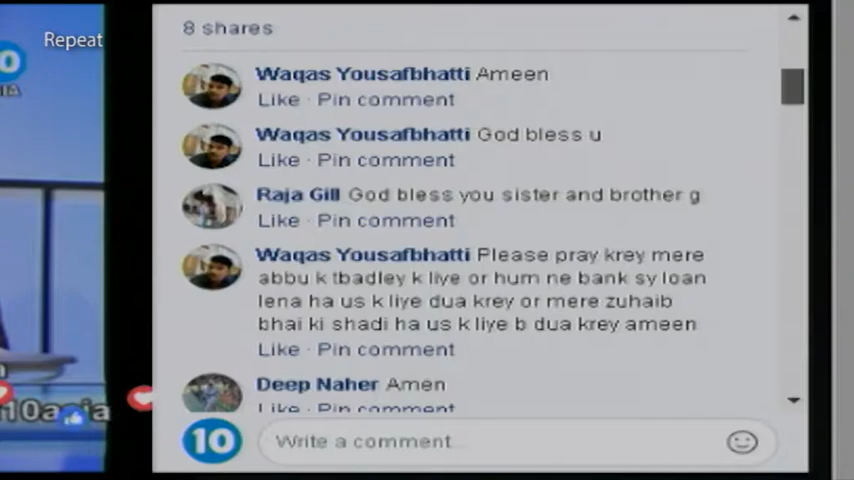 8 shares
Repeat
Waqas Yousafbhatti Ameen
Like · Pin comment
Waqas Yousafbhatti God bless u
Like · Pin comment
Raja Gill God bless you sister and brother g
Like · Pin comment
Waqas Yousafbhatti Please pray krey mere
abbu k tbadley k liye or hum ne bank sy loan
lena ha us k liye dua krey or mere zuhaib
bhai ki shadi ha us k liye b dua krey ameen
Like · Pin comment
Deep Naher Amen
Like · Pin comment
10
Write a comment